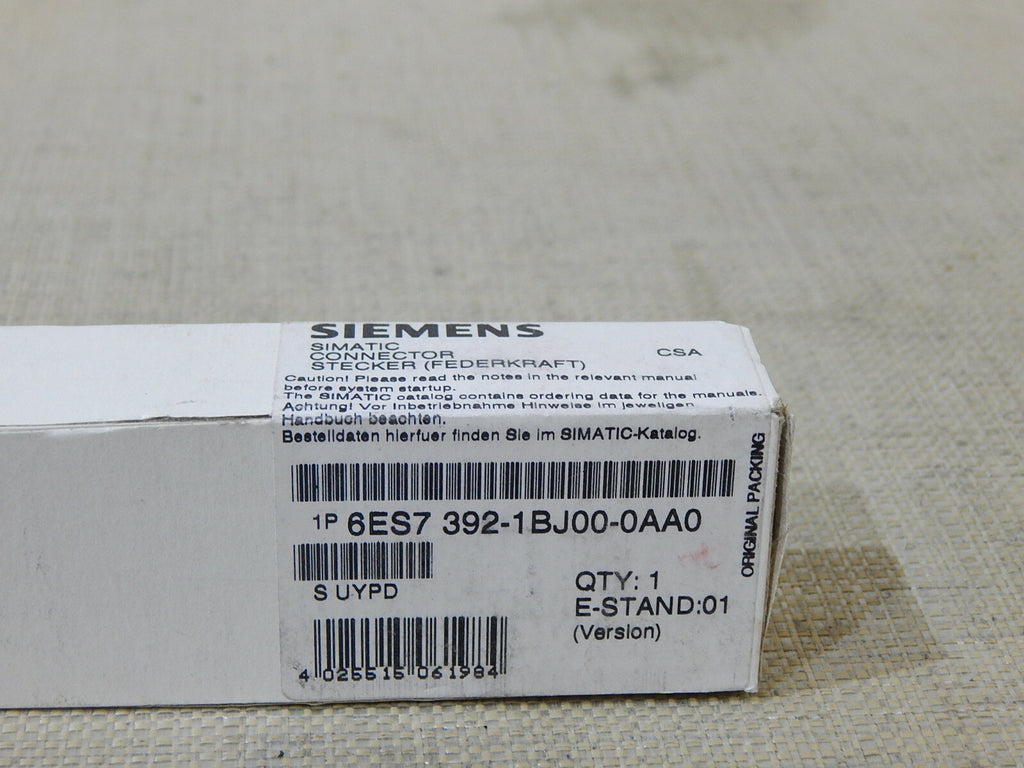 SIEMENS
SIMATIC
CONNECTOR
STECKER (FEDERKRAFT)
CSA
Caution! Please read the notes in the relevant manual
before system startup.
The SIMATIC catalog contains ordering data for the manuals.
Achtung! Vor Inbetriebnahme Hinweise im jeweiligen
Handbuch beachten.
Bestelldaten hierfuer finden Sie im SIMATIC-Katalog.
1P 6ES7 392-1BJ00-0AA0
S UYPD
QTY: 1
E-STAND:01
(Version)
4 025515 061984
ORIGINAL PACKING